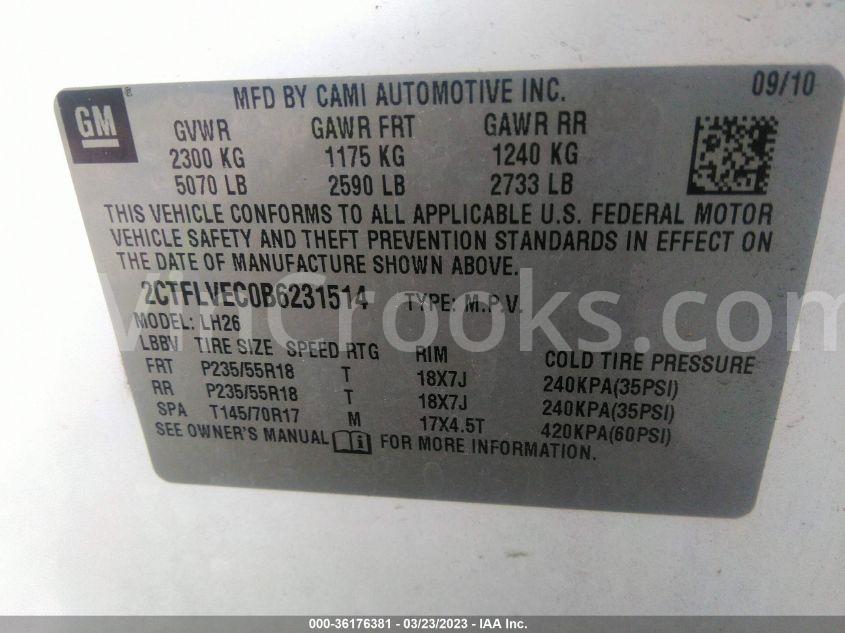 GM®
MFD BY CAMI AUTOMOTIVE INC.
09/10
GVWR GAWR FRT GAWR RR
2300 KG 1175 KG 1240 KG
5070 LB 2590 LB 2733 LB
THIS VEHICLE CONFORMS TO ALL APPLICABLE U.S. FEDERAL MOTOR
VEHICLE SAFETY AND THEFT PREVENTION STANDARDS IN EFFECT ON
THE DATE OF MANUFACTURE SHOWN ABOVE.
2CTFLVEC0B6231514 TYPE: M.P.V.
VinCrooks.com
MODEL: LH26
LBBV TIRE SIZE SPEED RTG RIM COLD TIRE PRESSURE
FRT P235/55R18 T 18X7J 240KPA(35PSI)
RR P235/55R18 T 18X7J 240KPA(35PSI)
SPA T145/70R17 M 17X4.5T 420KPA(60PSI)
SEE OWNER'S MANUAL FOR MORE INFORMATION.
000-36176381 - 03/23/2023 - IAA Inc.